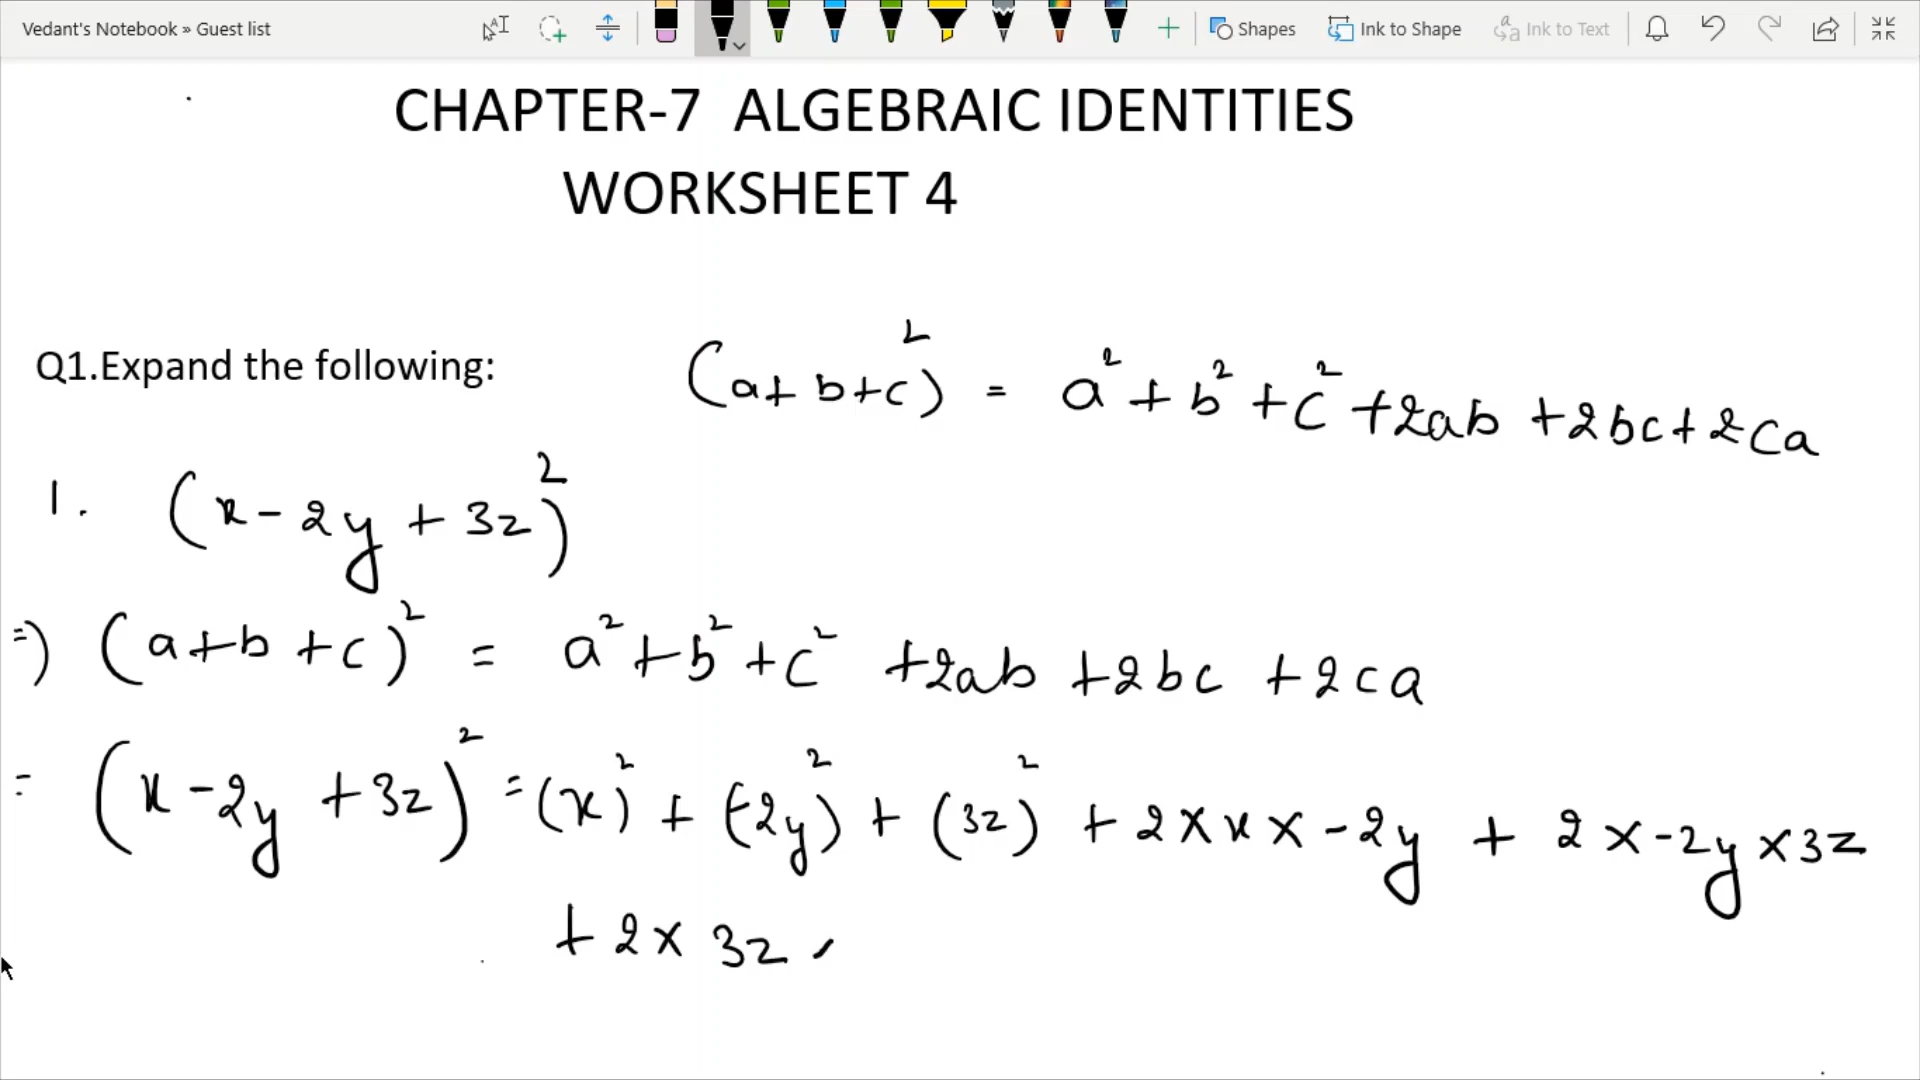 Vedant's Notebook » Guest list
Shapes Ink to Shape Ink to Text
CHAPTER-7 ALGEBRAIC IDENTITIES
WORKSHEET 4
Q1.Expand the following:
(a+b+c)² = a²+b²+c²+2ab+2bc+2ca
1. (x-2y+3z)²
⇒ (a+b+c)² = a²+b²+c² +2ab +2bc +2ca
= (x-2y+3z)² = (x)² + (-2y)² + (3z)² + 2×x×-2y + 2×-2y×3z
+ 2× 3z